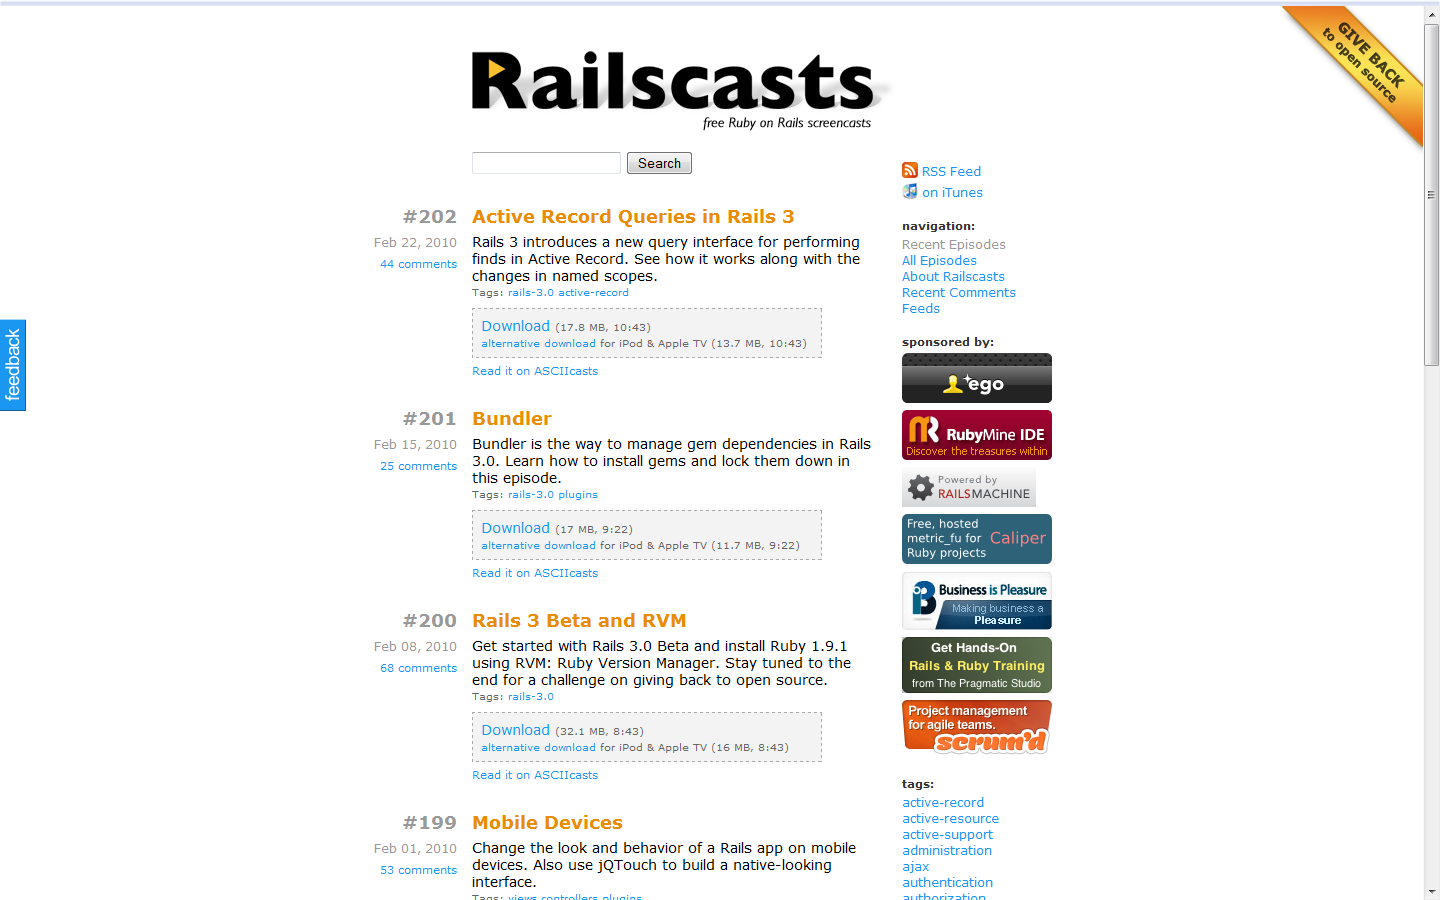 GIVE BACK
to open source
Railscasts
free Ruby on Rails screencasts
Search
feedback
#202
Feb 22, 2010
44 comments
Active Record Queries in Rails 3
Rails 3 introduces a new query interface for performing
finds in Active Record. See how it works along with the
changes in named scopes.
Tags: rails-3.0 active-record
Download (17.8 MB, 10:43)
alternative download for iPod & Apple TV (13.7 MB, 10:43)
Read it on ASCIIcasts
#201
Feb 15, 2010
25 comments
Bundler
Bundler is the way to manage gem dependencies in Rails
3.0. Learn how to install gems and lock them down in
this episode.
Tags: rails-3.0 plugins
Download (17 MB, 9:22)
alternative download for iPod & Apple TV (11.7 MB, 9:22)
Read it on ASCIIcasts
#200
Feb 08, 2010
68 comments
Rails 3 Beta and RVM
Get started with Rails 3.0 Beta and install Ruby 1.9.1
using RVM: Ruby Version Manager. Stay tuned to the
end for a challenge on giving back to open source.
Tags: rails-3.0
Download (32.1 MB, 8:43)
alternative download for iPod & Apple TV (16 MB, 8:43)
Read it on ASCIIcasts
#199
Feb 01, 2010
53 comments
Mobile Devices
Change the look and behavior of a Rails app on mobile
devices. Also use jQTouch to build a native-looking
interface.
Tags: views controllers plugins
RSS Feed
on iTunes
navigation:
Recent Episodes
All Episodes
About Railscasts
Recent Comments
Feeds
sponsored by:
ego
RubyMine IDE
Discover the treasures within
Powered by
RAILSMACHINE
Free, hosted
metric_fu for
Ruby projects
Caliper
Business is Pleasure
Making business a
Pleasure
Get Hands-On
Rails & Ruby Training
from The Pragmatic Studio
Project management
for agile teams.
scrum'd
tags:
active-record
active-resource
active-support
administration
ajax
authentication
authorization